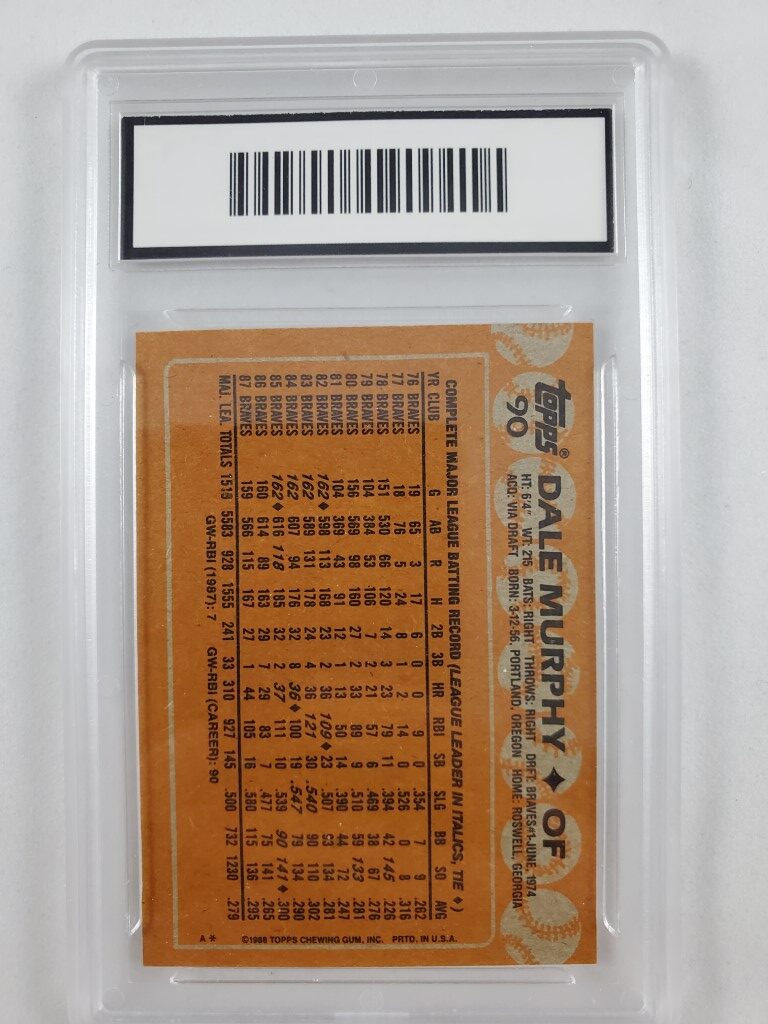 topps®
90
DALE MURPHY ♦ OF
HT: 6'4" WT: 215 BATS: RIGHT THROWS: RIGHT DRFT: BRAVES#1-JUNE, 1974
ACQ: VIA DRAFT BORN: 3-12-56, PORTLAND, OREGON HOME: ROSWELL, GEORGIA
COMPLETE MAJOR LEAGUE BATTING RECORD (LEAGUE LEADER IN ITALICS, TIE ♦)
YR CLUB G AB R H 2B 3B HR RBI SB SLG BB SO AVG
76 BRAVES 19 65 3 17 6 0 0 9 0 .354 7 9 .262
77 BRAVES 18 76 5 24 8 1 2 14 0 .526 0 8 .316
78 BRAVES 151 530 66 120 14 3 23 79 11 .394 42 145 .226
79 BRAVES 104 384 53 106 7 2 21 57 6 .469 38 67 .276
80 BRAVES 156 569 98 160 27 2 33 89 9 .510 59 133 .281
81 BRAVES 104 369 43 91 12 1 13 50 14 .390 44 72 .247
82 BRAVES 162♦ 598 113 168 23 2 36 109♦ 23 .507 93 134 .281
83 BRAVES 162 589 131 178 24 4 36 121 30 .540 90 110 .302
84 BRAVES 162 607 94 176 32 8 36♦ 100 19 .547 79 134 .290
85 BRAVES 162♦ 616 118 185 32 2 37 111 10 .539 90 141♦ .300
86 BRAVES 160 614 89 163 29 7 29 83 7 .477 75 141 .265
87 BRAVES 159 566 115 167 27 1 44 105 16 .580 115 136 .295
MAJ. LEA. TOTALS 1519 5583 928 1555 241 33 310 927 145 .500 732 1230 .279
GW-RBI (1987): 7 GW-RBI (CAREER): 90
A * ©1988 TOPPS CHEWING GUM, INC. PRTD. IN U.S.A.